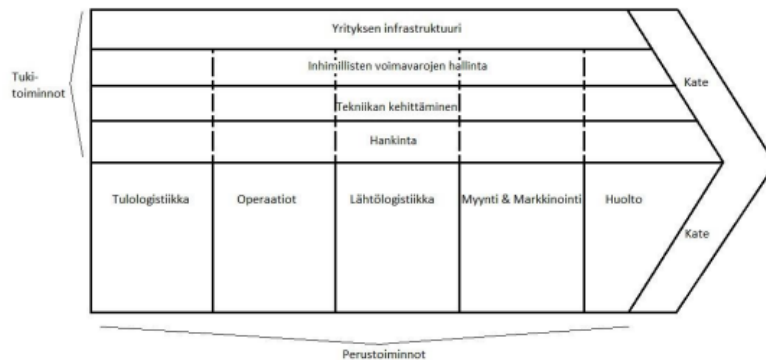 Yrityksen infrastruktuuri
Inhimillisten voimavarojen hallinta
Tuki-
toiminnot
Kate
Tekniikan kehittäminen
Hankinta
Tulologistiikka
Operaatiot
Lähtölogistiikka
Myynti & Markkinointi
Huolto
Kate
Perustoiminnot